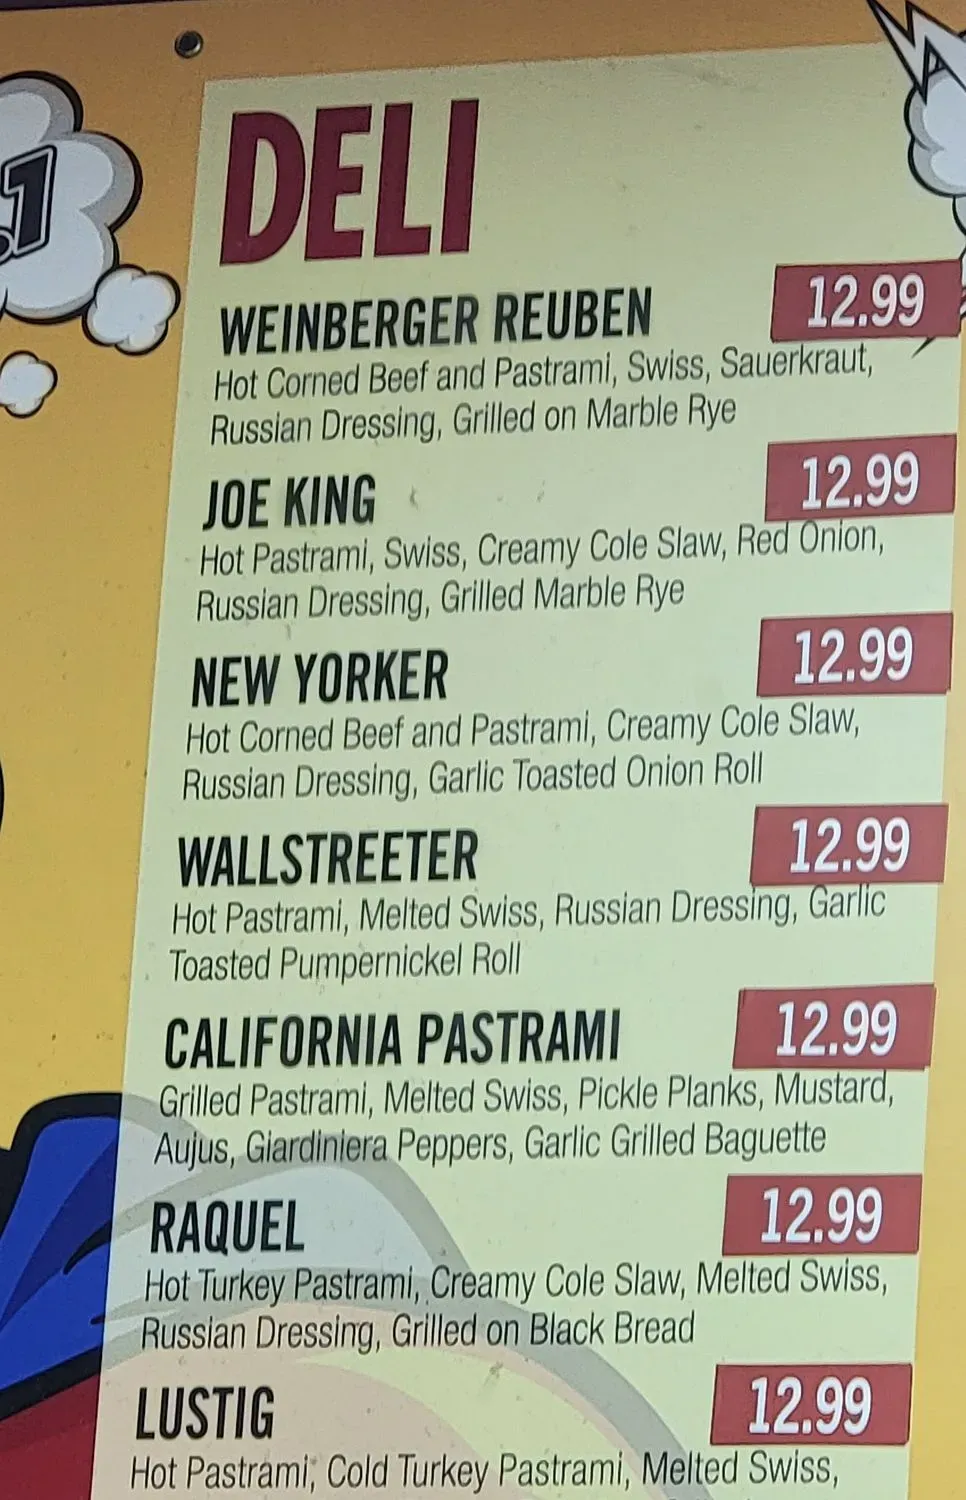 .1
DELI
WEINBERGER REUBEN 12.99
Hot Corned Beef and Pastrami, Swiss, Sauerkraut,
Russian Dressing, Grilled on Marble Rye
JOE KING 12.99
Hot Pastrami, Swiss, Creamy Cole Slaw, Red Onion,
Russian Dressing, Grilled Marble Rye
NEW YORKER 12.99
Hot Corned Beef and Pastrami, Creamy Cole Slaw,
Russian Dressing, Garlic Toasted Onion Roll
WALLSTREETER 12.99
Hot Pastrami, Melted Swiss, Russian Dressing, Garlic
Toasted Pumpernickel Roll
CALIFORNIA PASTRAMI 12.99
Grilled Pastrami, Melted Swiss, Pickle Planks, Mustard,
Aujus, Giardiniera Peppers, Garlic Grilled Baguette
RAQUEL 12.99
Hot Turkey Pastrami, Creamy Cole Slaw, Melted Swiss,
Russian Dressing, Grilled on Black Bread
LUSTIG 12.99
Hot Pastrami, Cold Turkey Pastrami, Melted Swiss,